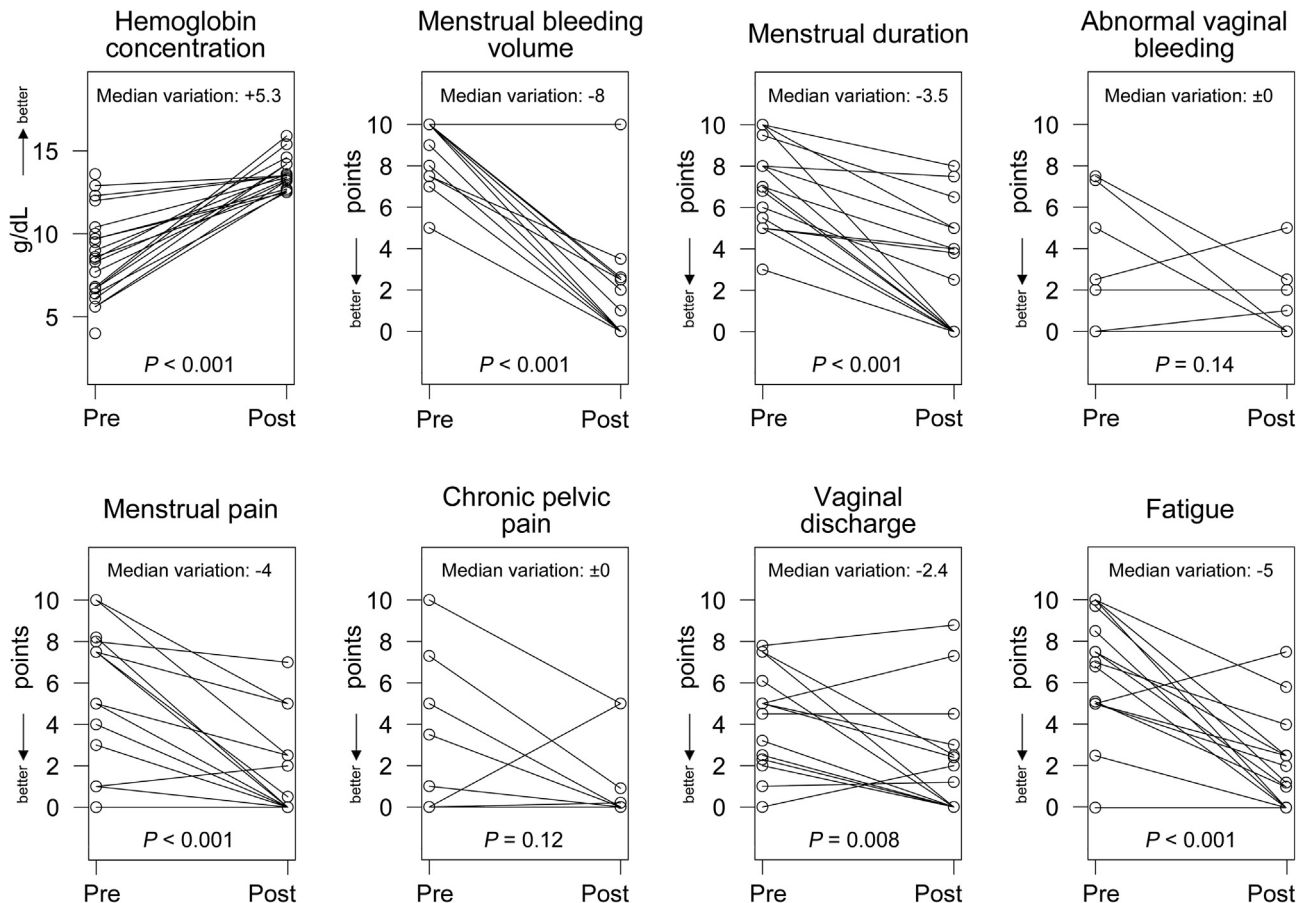 Hemoglobin
concentration
Median variation: +5.3
better
g/dL
15
10
5
P < 0.001
Pre Post
Menstrual bleeding
volume
Median variation: -8
points
better
10
8
6
4
2
0
P < 0.001
Pre Post
Menstrual duration
Median variation: -3.5
points
better
10
8
6
4
2
0
P < 0.001
Pre Post
Abnormal vaginal
bleeding
Median variation: ±0
points
better
10
8
6
4
2
0
P = 0.14
Pre Post
Menstrual pain
Median variation: -4
points
better
10
8
6
4
2
0
P < 0.001
Pre Post
Chronic pelvic
pain
Median variation: ±0
points
better
10
8
6
4
2
0
P = 0.12
Pre Post
Vaginal
discharge
Median variation: -2.4
points
better
10
8
6
4
2
0
P = 0.008
Pre Post
Fatigue
Median variation: -5
points
better
10
8
6
4
2
0
P < 0.001
Pre Post